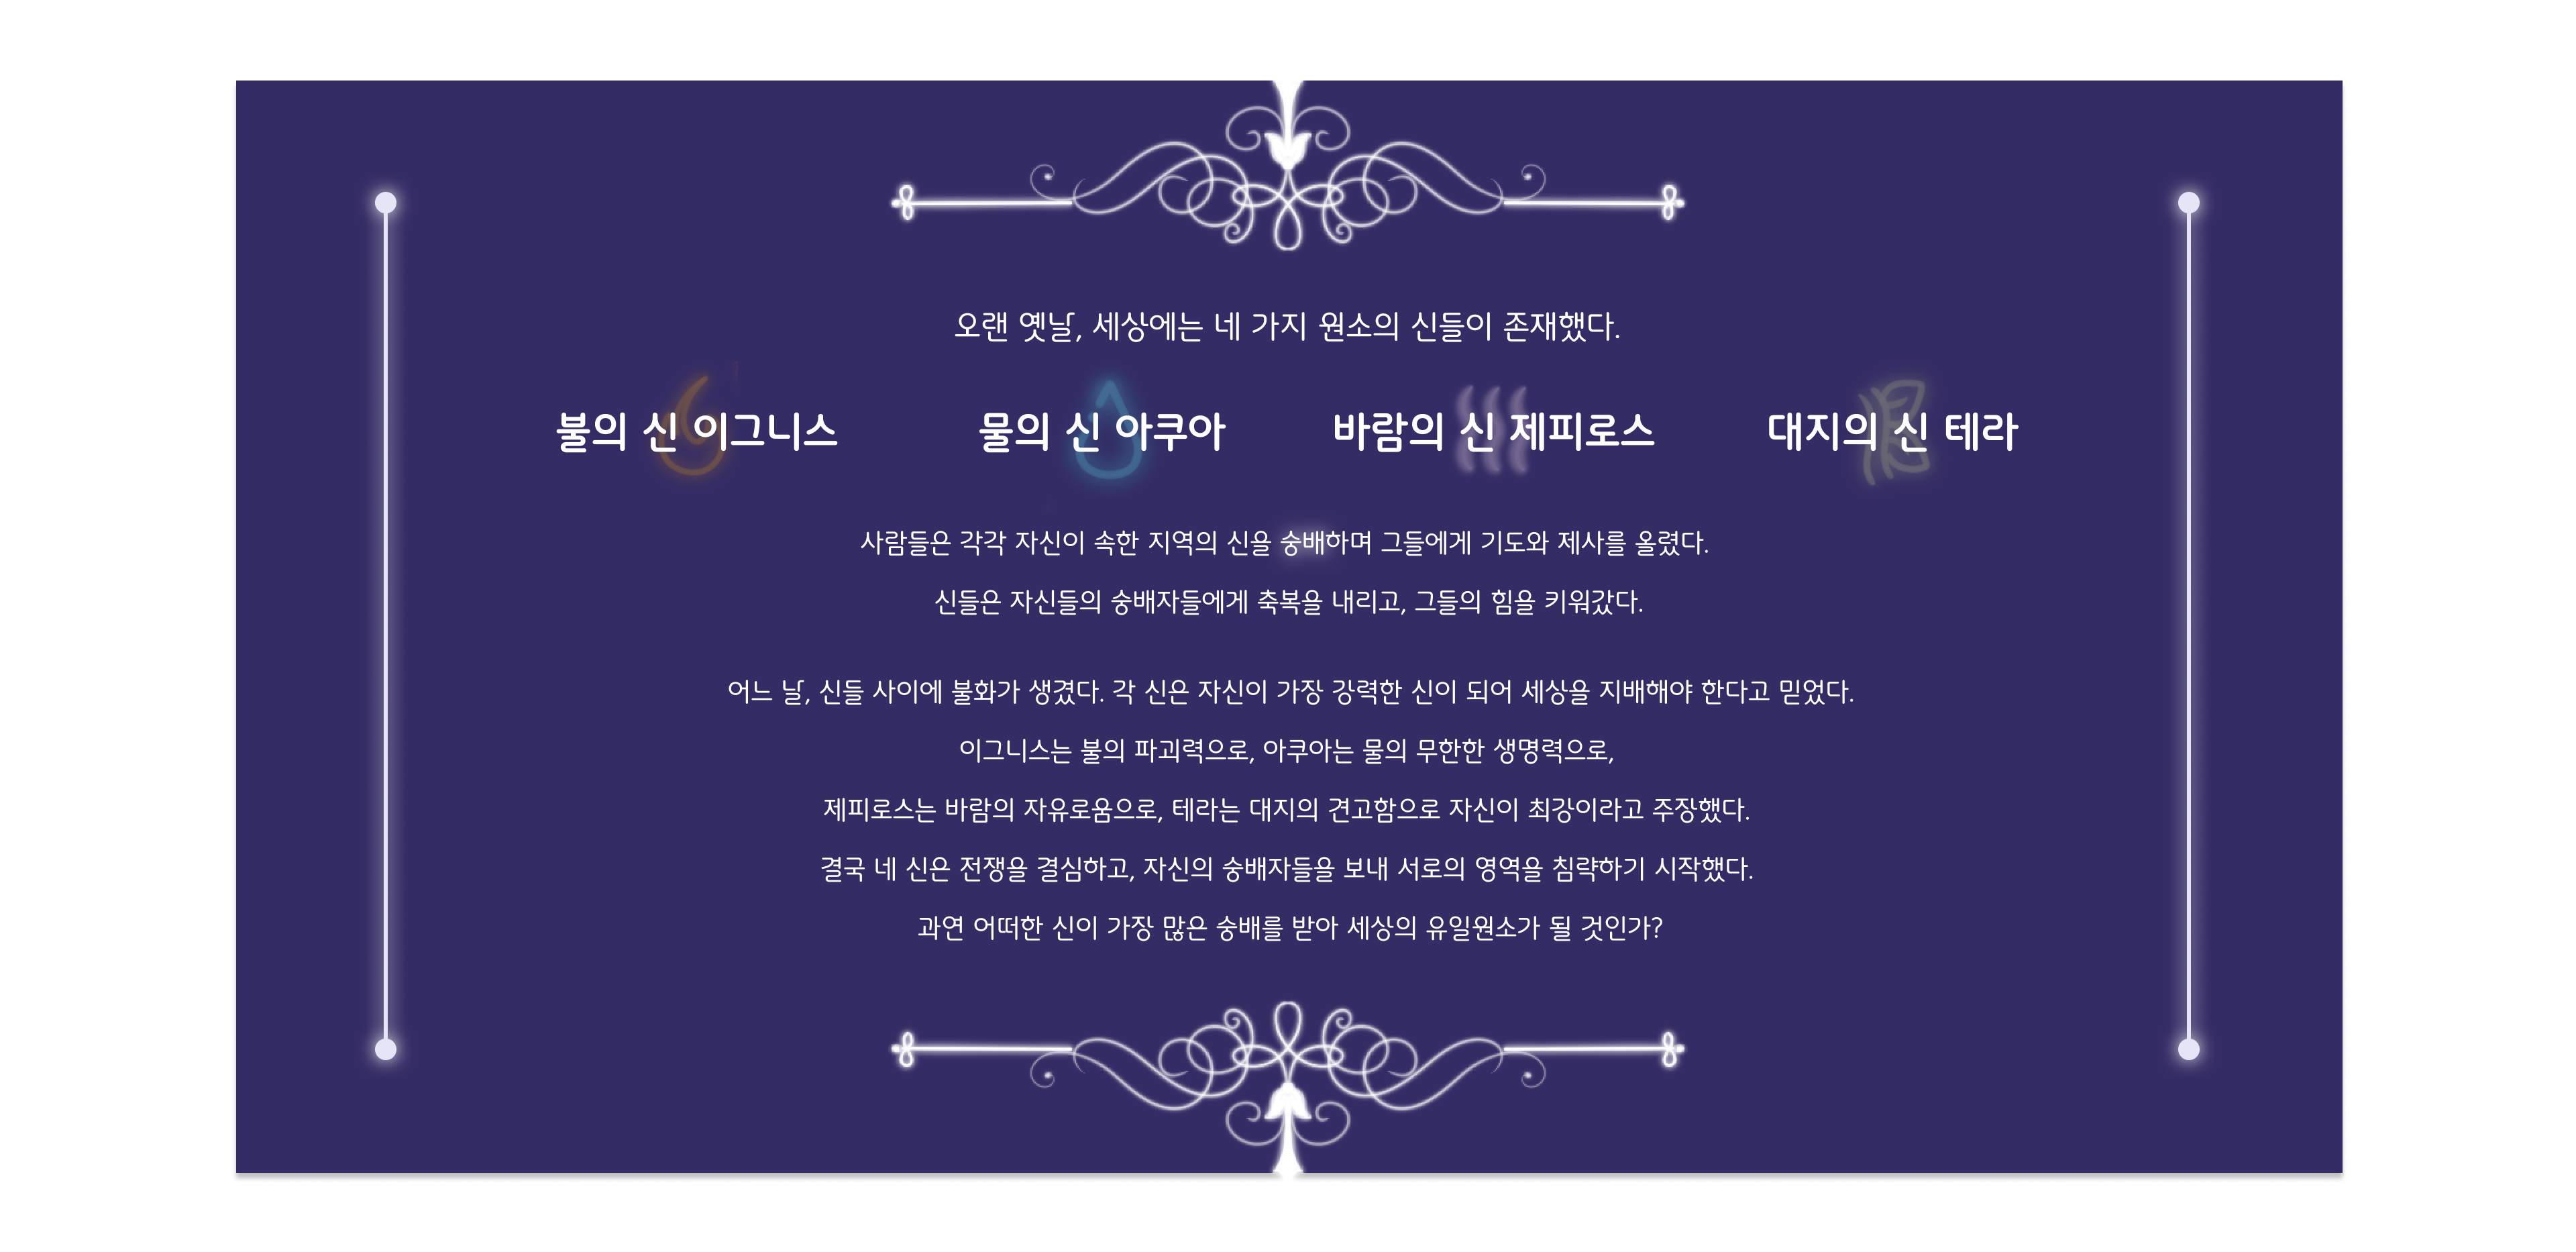 오랜 옛날, 세상에는 네 가지 원소의 신들이 존재했다.
불의 신 이그니스 물의 신 아쿠아 바람의 신 제피로스 대지의 신 테라
사람들은 각각 자신이 속한 지역의 신을 숭배하며 그들에게 기도와 제사를 올렸다.
신들은 자신들의 숭배자들에게 축복을 내리고, 그들의 힘을 키워갔다.
어느 날, 신들 사이에 불화가 생겼다. 각 신은 자신이 가장 강력한 신이 되어 세상을 지배해야 한다고 믿었다.
이그니스는 불의 파괴력으로, 아쿠아는 물의 무한한 생명력으로,
제피로스는 바람의 자유로움으로, 테라는 대지의 견고함으로 자신이 최강이라고 주장했다.
결국 네 신은 전쟁을 결심하고, 자신의 숭배자들을 보내 서로의 영역을 침략하기 시작했다.
과연 어떠한 신이 가장 많은 숭배를 받아 세상의 유일원소가 될 것인가?